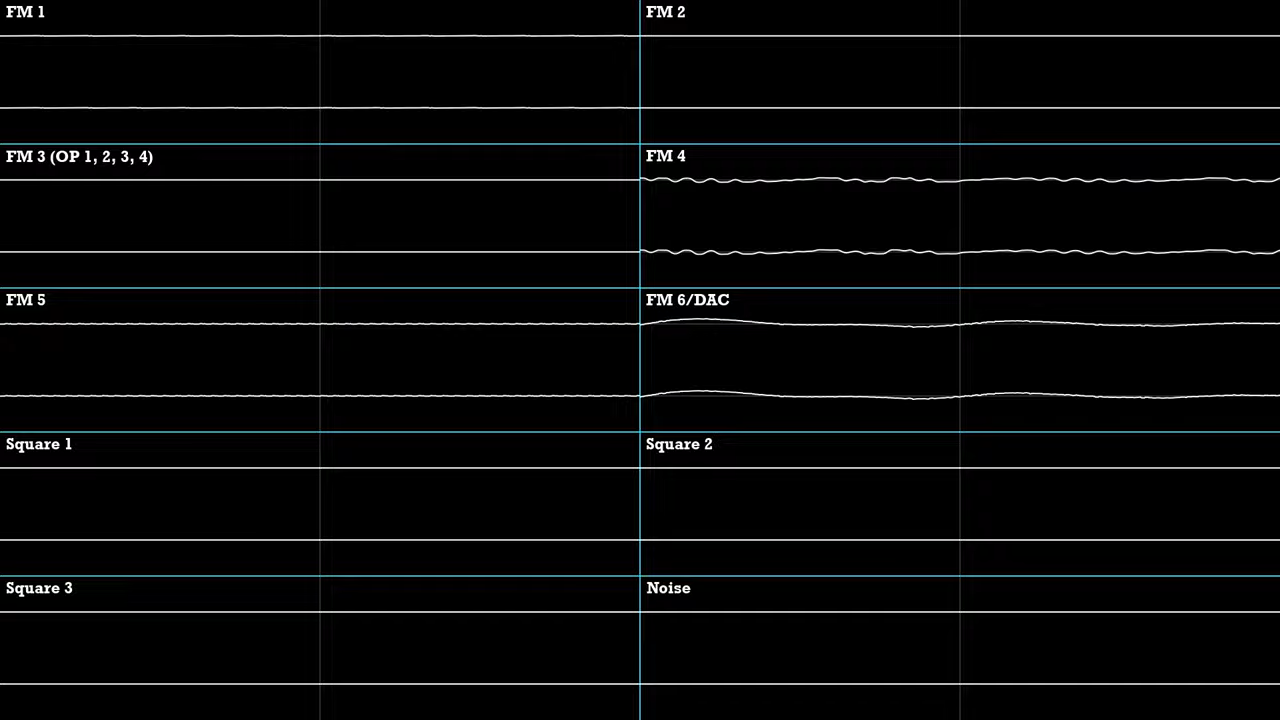 FM 1
FM 2
FM 3 (OP 1, 2, 3, 4)
FM 4
FM 5
FM 6/DAC
Square 1
Square 2
Square 3
Noise